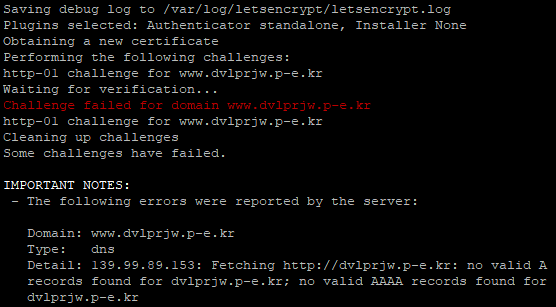 Saving debug log to /var/log/letsencrypt/letsencrypt.log
Plugins selected: Authenticator standalone, Installer None
Obtaining a new certificate
Performing the following challenges:
http-01 challenge for www.dvlprjw.p-e.kr
Waiting for verification...
Challenge failed for domain www.dvlprjw.p-e.kr
http-01 challenge for www.dvlprjw.p-e.kr
Cleaning up challenges
Some challenges have failed.
IMPORTANT NOTES:
- The following errors were reported by the server:
Domain: www.dvlprjw.p-e.kr
Type: dns
Detail: 139.99.89.153: Fetching http://dvlprjw.p-e.kr: no valid A
records found for dvlprjw.p-e.kr; no valid AAAA records found for
dvlprjw.p-e.kr